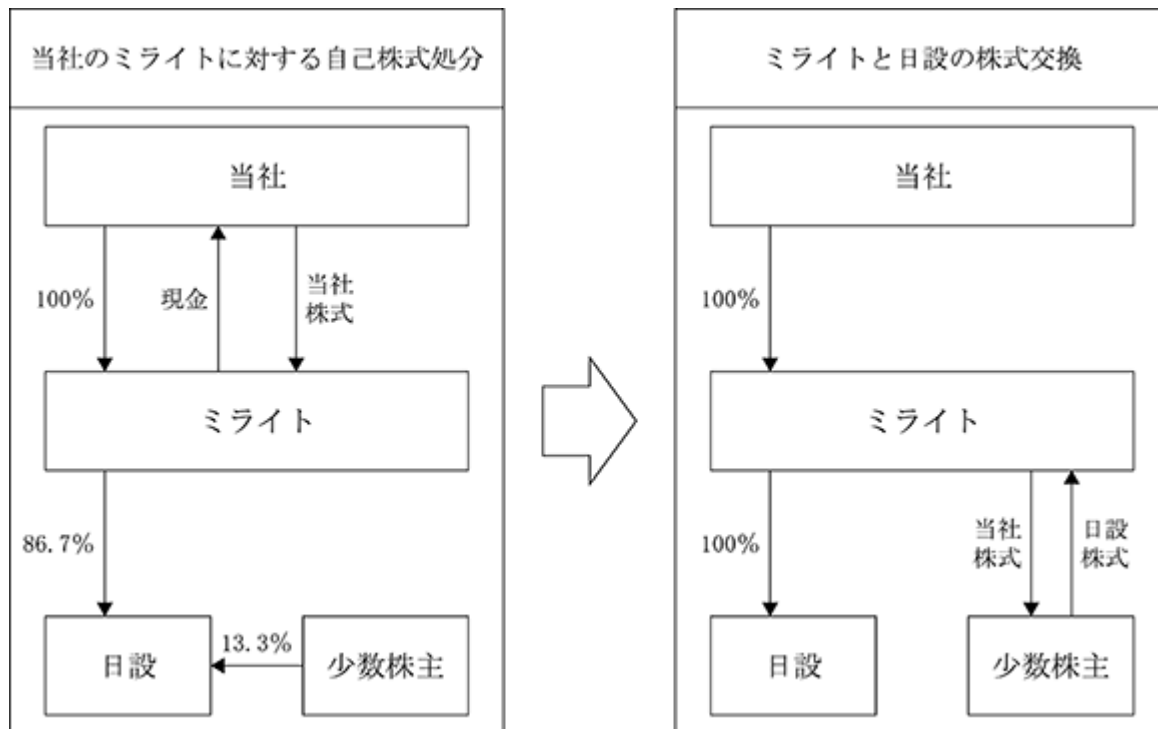 当社のミライトに対する自己株式処分
当社
100%
現金
当社
株式
ミライト
86.7%
日設
13.3%
少数株主
ミライトと日設の株式交換
当社
100%
ミライト
100%
当社
株式
日設
株式
日設
少数株主